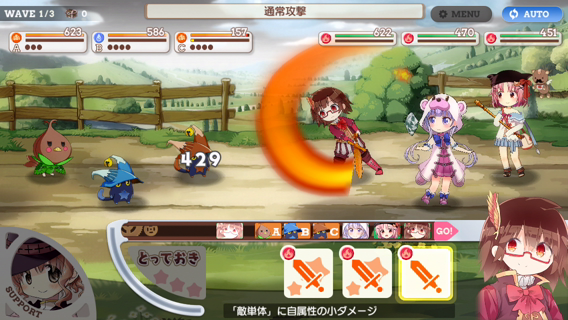 WAVE 1/3 0
通常攻撃
MENU
AUTO
623
586
157
622
470
451
A
B
C
429
A B C GO!
とっておき
SUPPORT
「敵単体」に自属性の小ダメージ